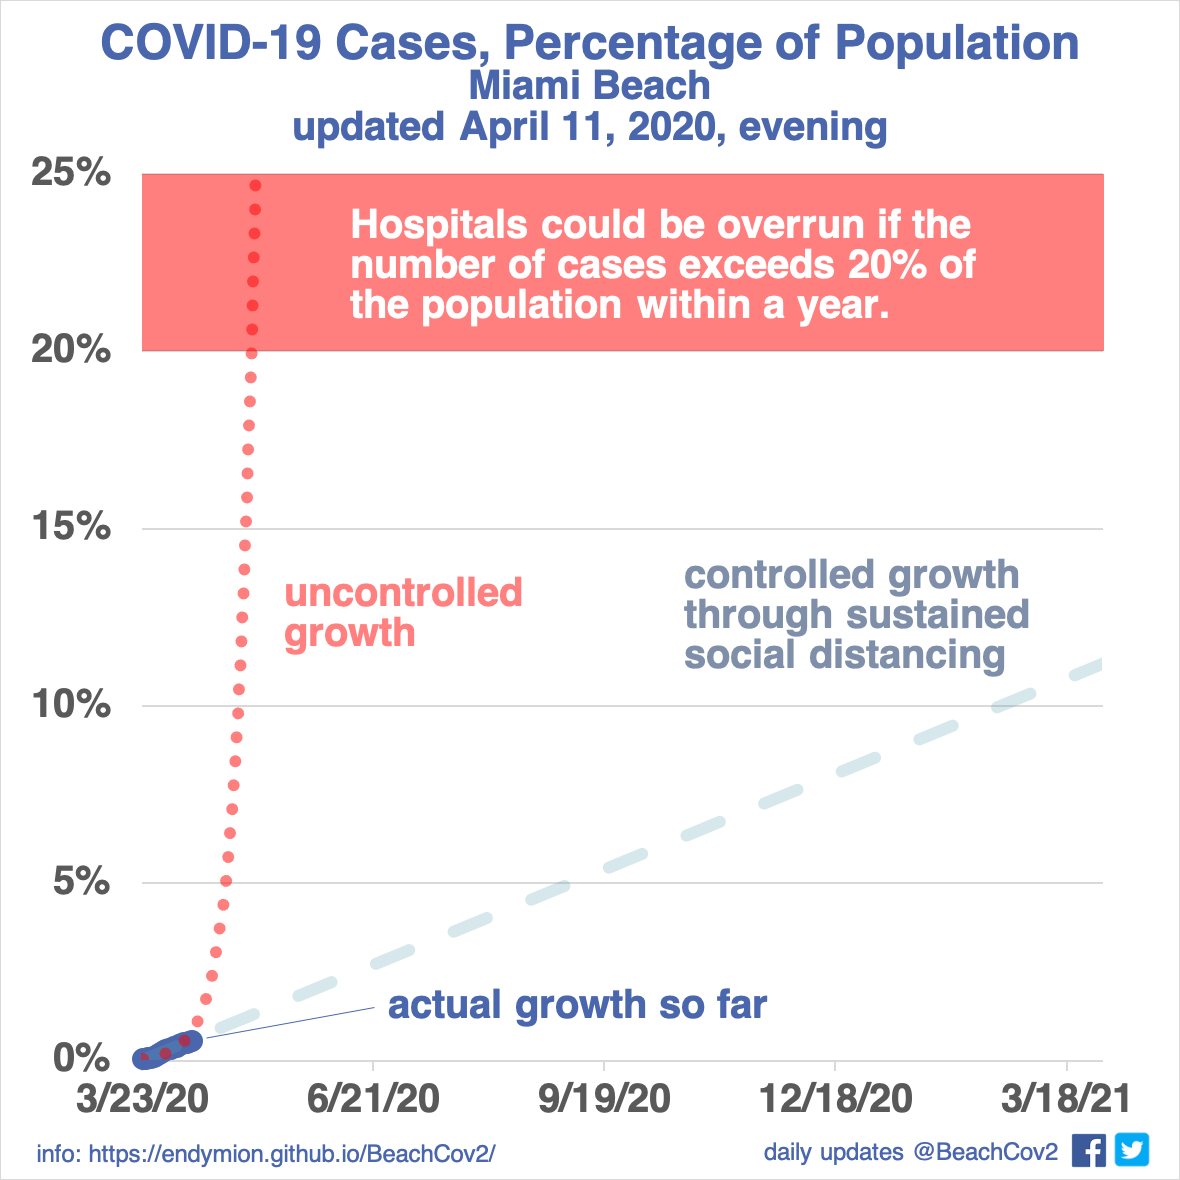 COVID-19 Cases, Percentage of Population
Miami Beach
updated April 11, 2020, evening
25%
Hospitals could be overrun if the
number of cases exceeds 20% of
the population within a year.
20%
15%
controlled growth
through sustained
social distancing
uncontrolled
growth
10%
5%
actual growth so far
0%
3/23/20 6/21/20 9/19/20 12/18/20 3/18/21
info: https://endymion.github.io/BeachCov2/
daily updates @BeachCov2